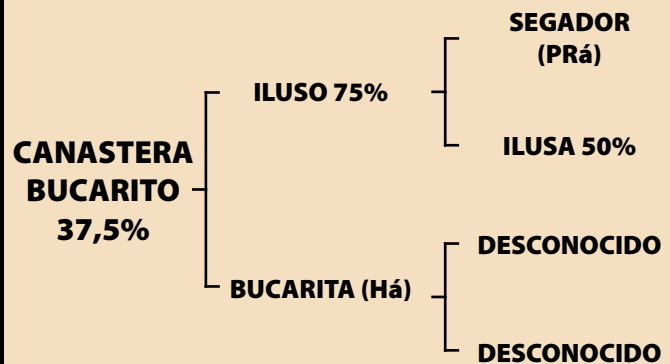 CANASTERA
BUCARITO
37,5%
ILUSO 75%
SEGADOR
(PRá)
ILUSA 50%
BUCARITA (Há)
DESCONOCIDO
DESCONOCIDO